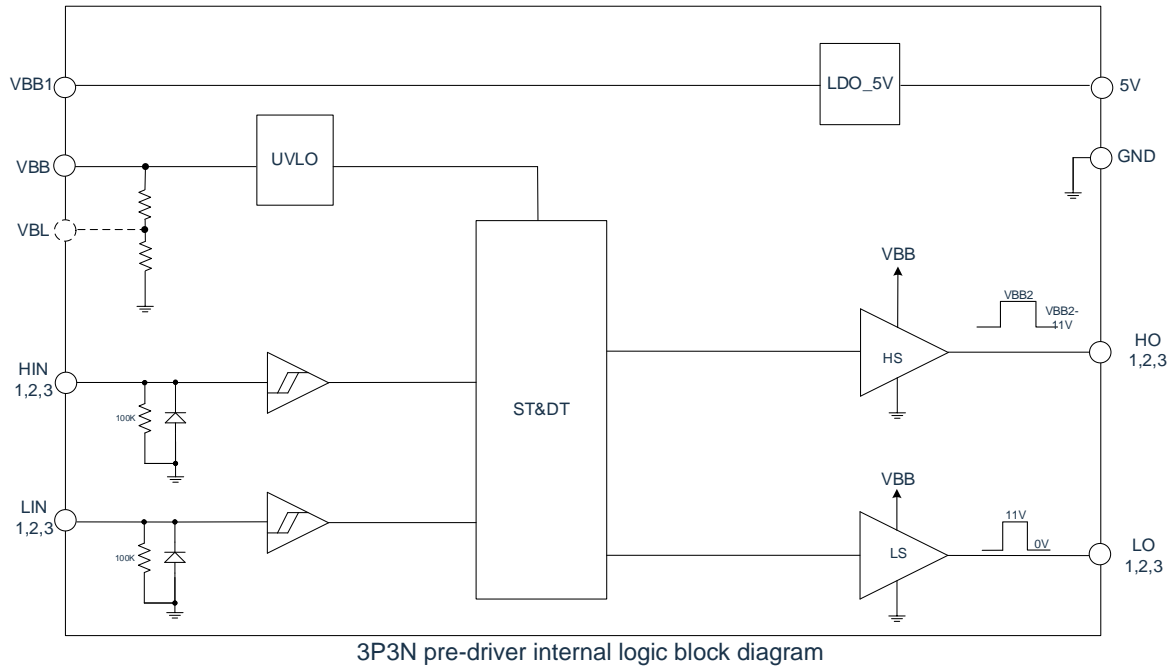 VBB1
LDO_5V
5V
VBB
UVLO
GND
VBL
VBB
VBB2
VBB2-
11V
HIN
1,2,3
100K
HS
HO
1,2,3
ST&DT
VBB
LIN
1,2,3
100K
11V
0V
LS
LO
1,2,3
3P3N pre-driver internal logic block diagram